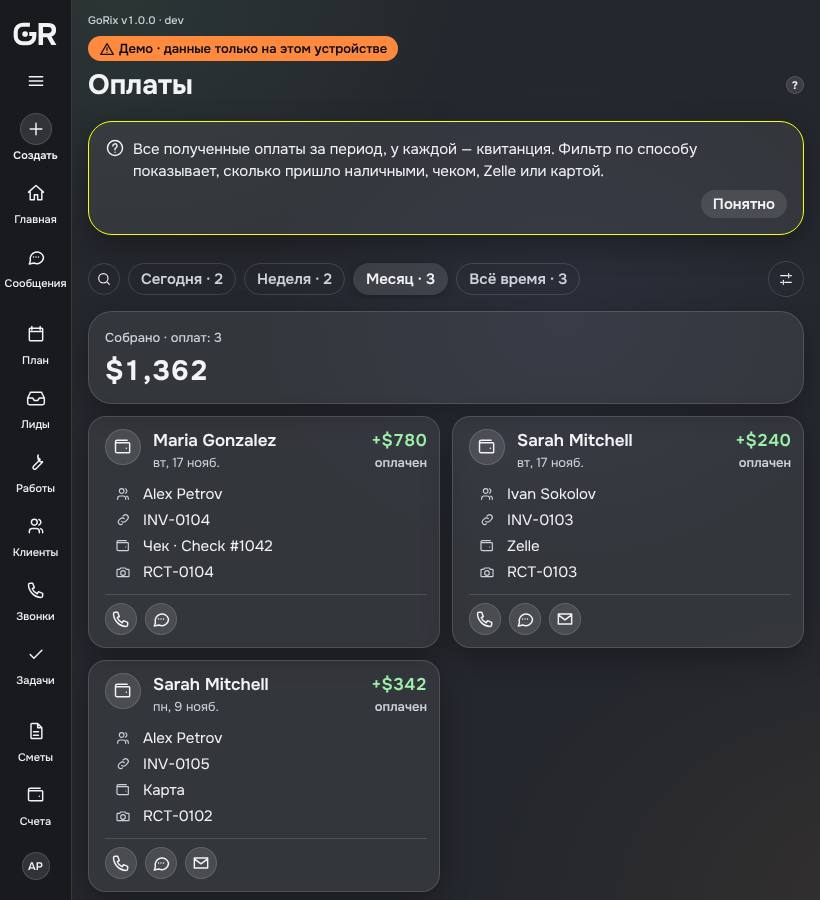 GR
GoRix v1.0.0 · dev
Демо · данные только на этом устройстве
Оплаты
?
Создать
Главная
Сообщения
План
Лиды
Работы
Клиенты
Звонки
Задачи
Сметы
Счета
AP
Все полученные оплаты за период, у каждой — квитанция. Фильтр по способу
показывает, сколько пришло наличными, чеком, Zelle или картой.
Понятно
Сегодня · 2
Неделя · 2
Месяц · 3
Всё время · 3
Собрано · оплат: 3
$1,362
Maria Gonzalez
+$780
вт, 17 нояб.
оплачен
Alex Petrov
INV-0104
Чек · Check #1042
RCT-0104
Sarah Mitchell
+$240
вт, 17 нояб.
оплачен
Ivan Sokolov
INV-0103
Zelle
RCT-0103
Sarah Mitchell
+$342
пн, 9 нояб.
оплачен
Alex Petrov
INV-0105
Карта
RCT-0102